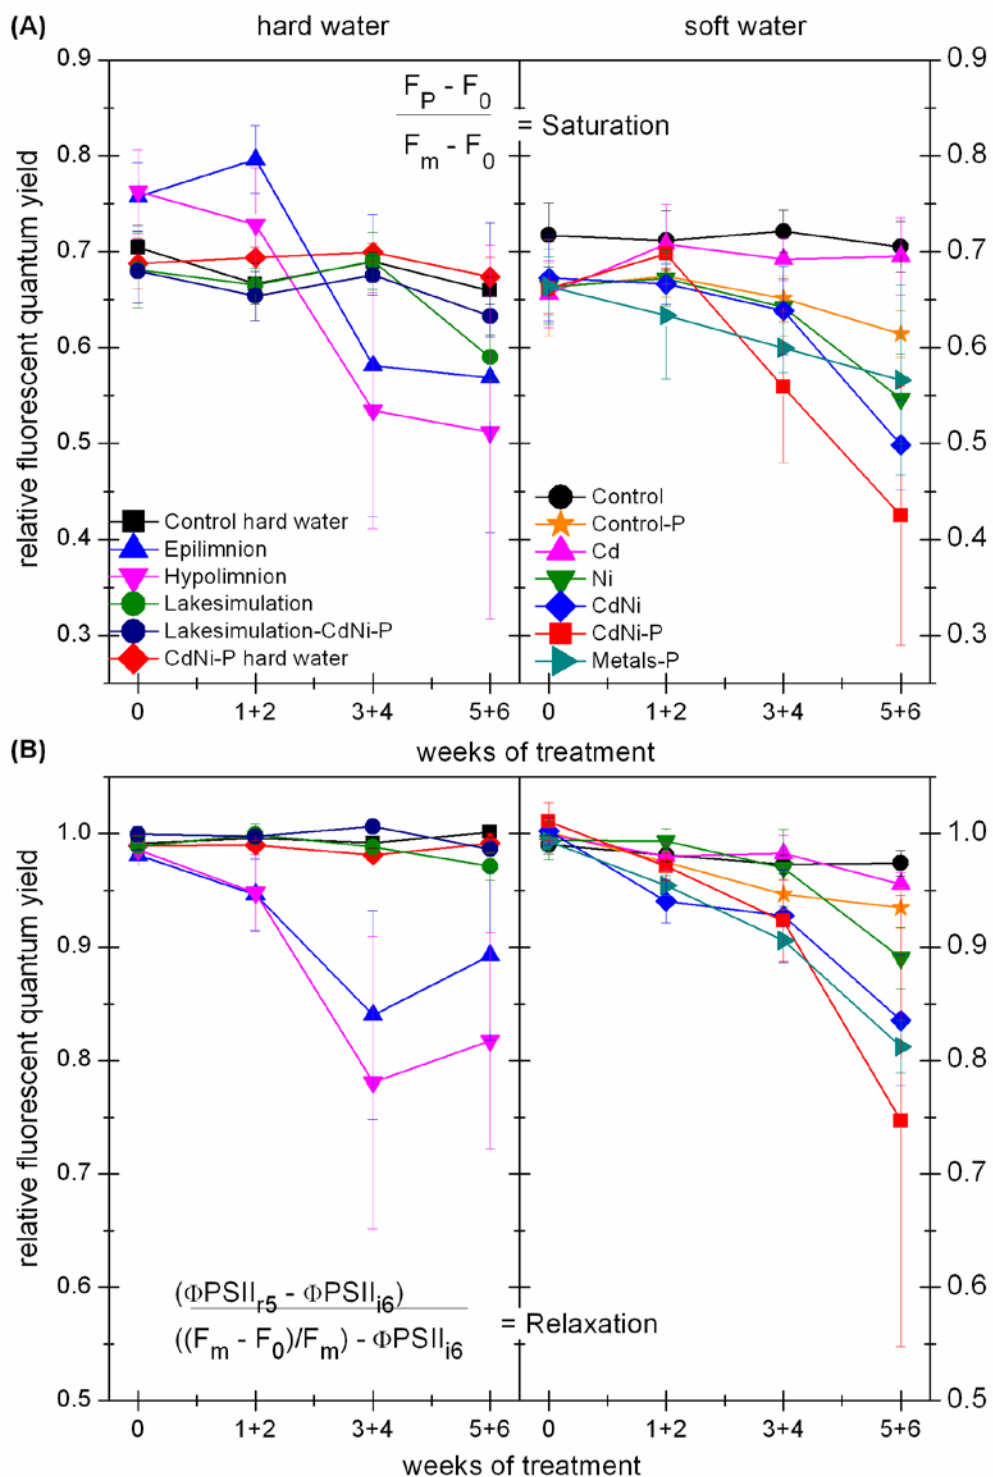 (A)
hard water
soft water
0.9
0.8
0.7
0.6
0.5
0.4
0.3
relative fluorescent quantum yield
F_P - F_0
F_m - F_0
= Saturation
Control hard water
Epilimnion
Hypolimnion
Lakesimulation
Lakesimulation-CdNi-P
CdNi-P hard water
Control
Control-P
Cd
Ni
CdNi
CdNi-P
Metals-P
0.9
0.8
0.7
0.6
0.5
0.4
0.3
0 1+2 3+4 5+6
0 1+2 3+4 5+6
weeks of treatment
(B)
1.0
0.9
0.8
0.7
0.6
0.5
relative fluorescent quantum yield
(ΦPSII_r5 - ΦPSII_i6)
((F_m - F_0)/F_m) - ΦPSII_i6
= Relaxation
1.0
0.9
0.8
0.7
0.6
0.5
0 1+2 3+4 5+6
0 1+2 3+4 5+6
weeks of treatment